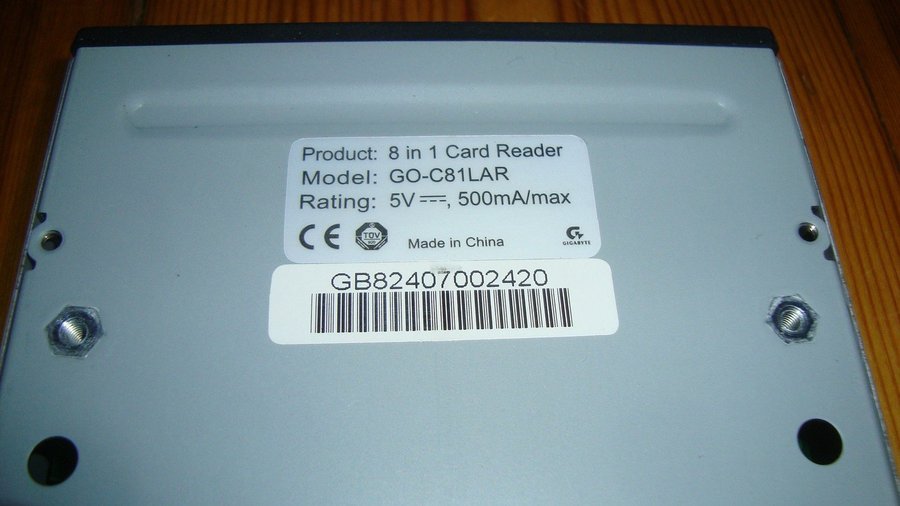 Product: 8 in 1 Card Reader
Model: GO-C81LAR
Rating: 5V⎓, 500mA/max
CE TÜV Made in China GIGABYTE
GB82407002420